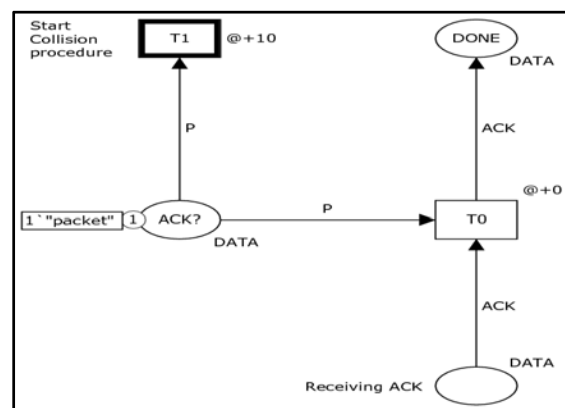 Start
Collision
procedure
T1
@+10
DONE
DATA
P
ACK
@+0
1`"packet"
1
ACK?
DATA
P
T0
ACK
DATA
Receiving ACK